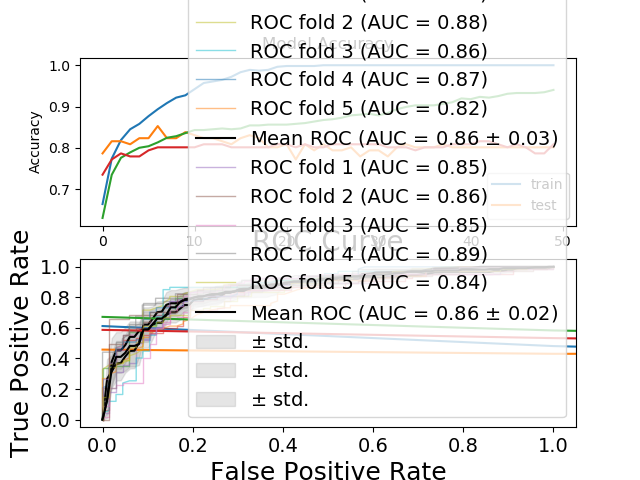 ROC fold 2 (AUC = 0.88)
Model Accuracy
ROC fold 3 (AUC = 0.86)
1.0
ROC fold 4 (AUC = 0.87)
0.9
ROC fold 5 (AUC = 0.82)
Accuracy
0.8
Mean ROC (AUC = 0.86 ± 0.03)
ROC fold 1 (AUC = 0.85)
0.7
train
ROC fold 2 (AUC = 0.86)
test
ROC fold 3 (AUC = 0.85)
0 10 20 30 40 50
ROC Curve
ROC fold 4 (AUC = 0.89)
1.0
ROC fold 5 (AUC = 0.84)
0.8
Mean ROC (AUC = 0.86 ± 0.02)
0.6
± std.
True Positive Rate
0.4
± std.
0.2
± std.
0.0
0.0 0.2 0.4 0.6 0.8 1.0
False Positive Rate